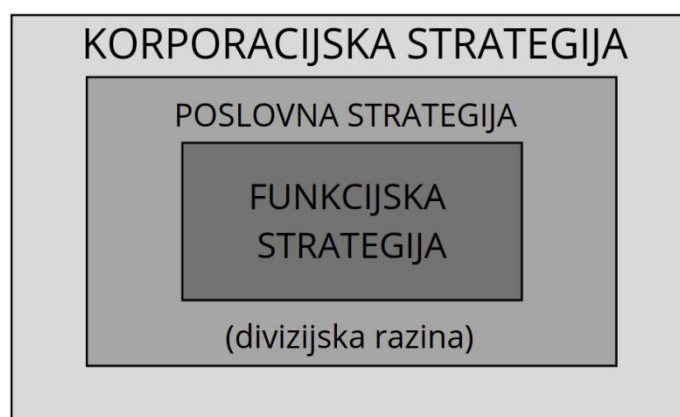 KORPORACIJSKA STRATEGIJA
POSLOVNA STRATEGIJA
FUNKCIJSKA
STRATEGIJA
(divizijska razina)